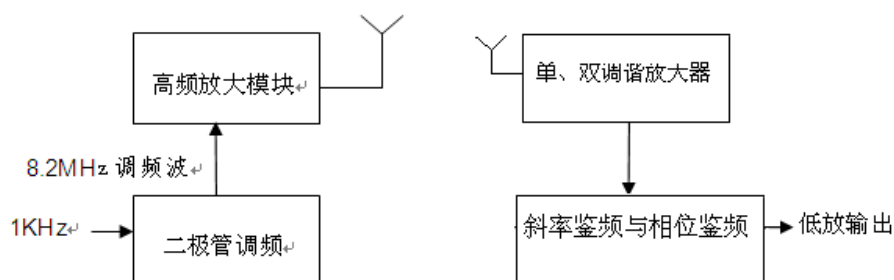 高频放大模块↵
单、双调谐放大器
8.2MHz 调频波↵
1KHz↵
二极管调频↵
斜率鉴频与相位鉴频
低放输出